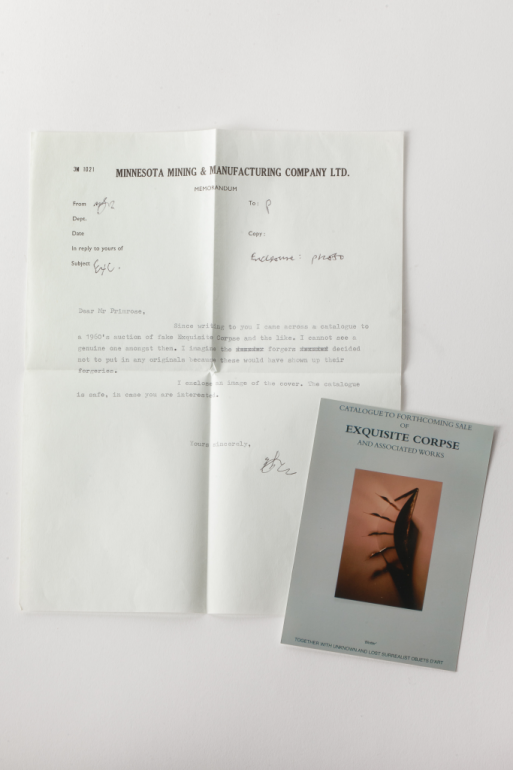 3M 1021 MINNESOTA MINING & MANUFACTURING COMPANY LTD.
MEMORANDUM
From
To: P
Dept.
Date
Copy:
In reply to yours of
Enclosure: PHOTO
Subject Exc.
Dear Mr Primrose,
Since writing to you I came across a catalogue to
a 1980's auction of fake Exquisite Corpse and the like. I cannot see a
genuine one amongst them. I imagine the forgers decided
not to put in any originals because these would have shown up their
forgeries.
I enclose an image of the cover. The catalogue
is safe, in case you are interested.
Yours sincerely,
CATALOGUE TO FORTHCOMING SALE
OF
EXQUISITE CORPSE
AND ASSOCIATED WORKS
TOGETHER WITH UNKNOWN AND LOST SURREALIST OBJETS D'ART